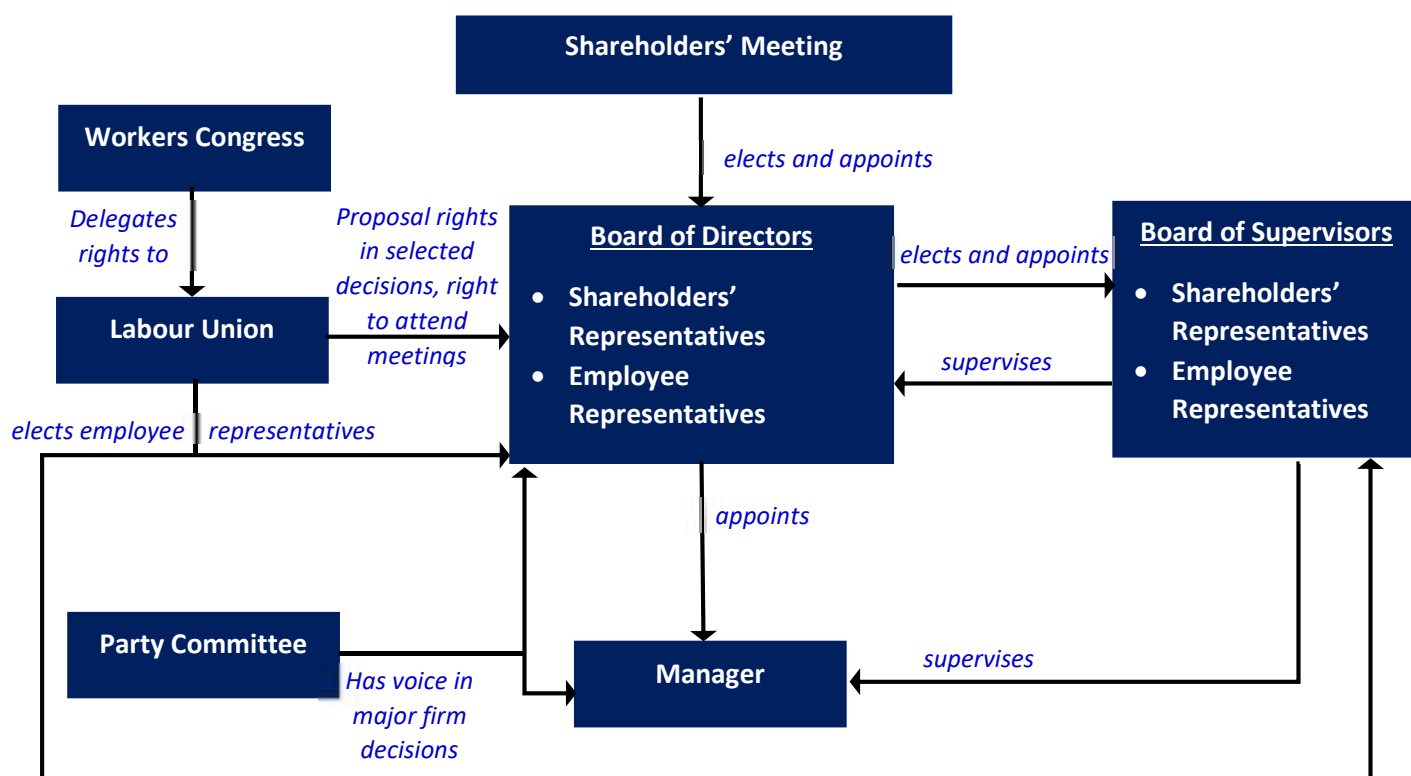 Shareholders’ Meeting
Workers Congress
elects and appoints
Delegates
rights to
Proposal rights
in selected
decisions, right
to attend
meetings
Board of Directors
• Shareholders’
Representatives
• Employee
Representatives
elects and appoints
Board of Supervisors
• Shareholders’
Representatives
• Employee
Representatives
Labour Union
supervises
elects employee representatives
appoints
Party Committee
Has voice in
major firm
decisions
Manager
supervises